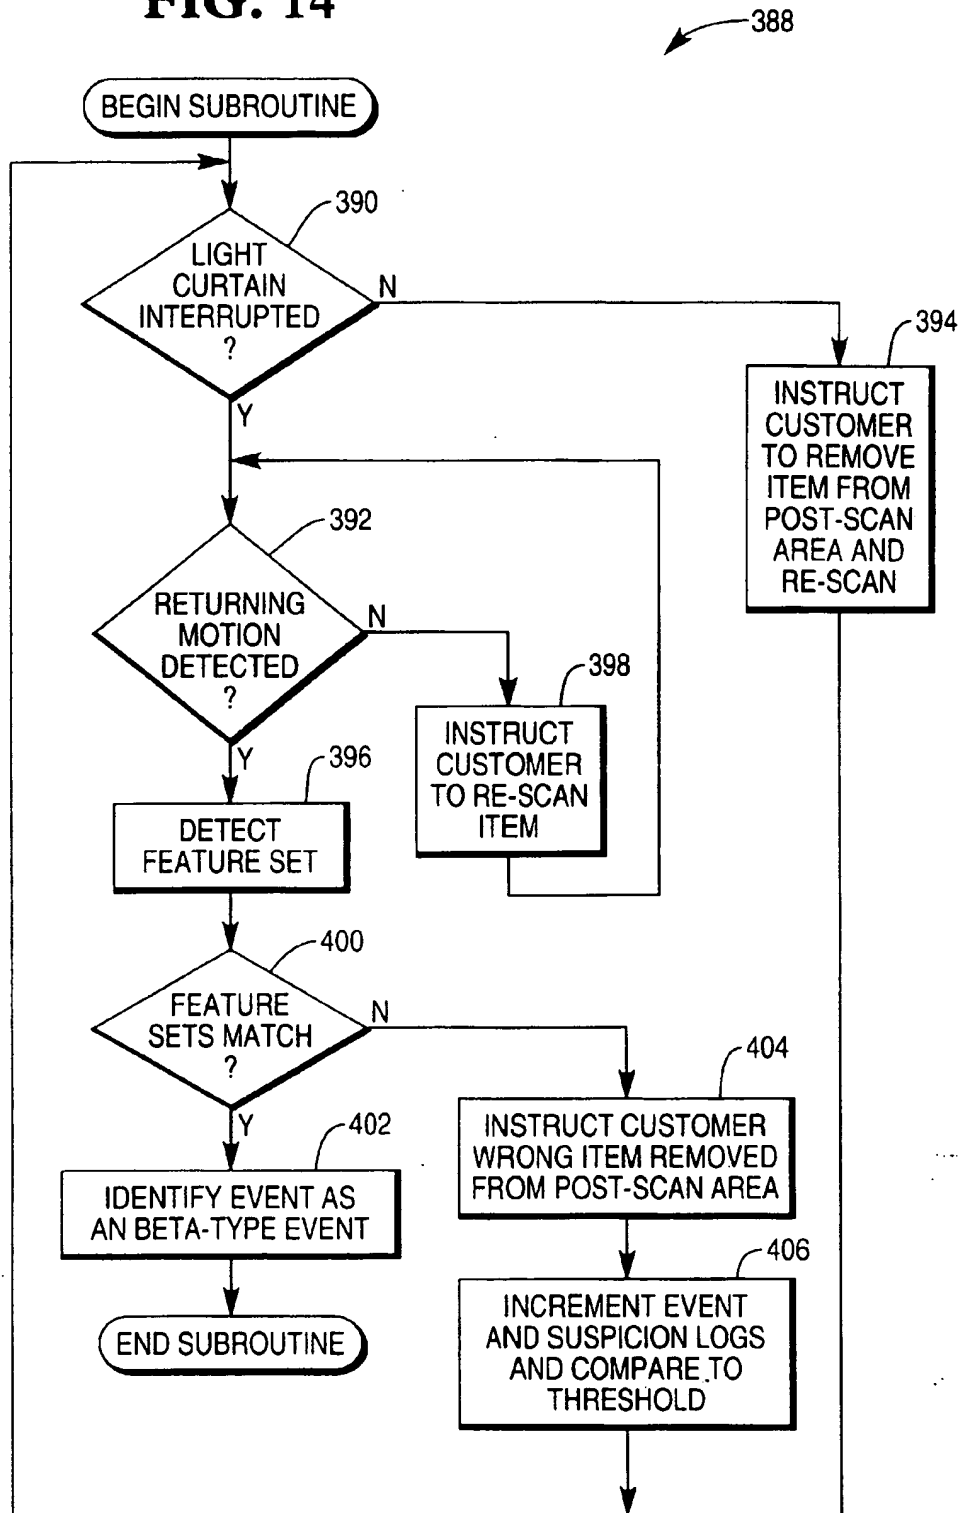 FIG. 14
388
BEGIN SUBROUTINE
390
LIGHT
CURTAIN
INTERRUPTED
?
N
Y
394
INSTRUCT
CUSTOMER
TO REMOVE
ITEM FROM
POST-SCAN
AREA AND
RE-SCAN
392
RETURNING
MOTION
DETECTED
?
N
Y
398
INSTRUCT
CUSTOMER
TO RE-SCAN
ITEM
396
DETECT
FEATURE SET
400
FEATURE
SETS MATCH
?
N
Y
404
INSTRUCT CUSTOMER
WRONG ITEM REMOVED
FROM POST-SCAN AREA
402
IDENTIFY EVENT AS
AN BETA-TYPE EVENT
406
INCREMENT EVENT
AND SUSPICION LOGS
AND COMPARE TO
THRESHOLD
END SUBROUTINE